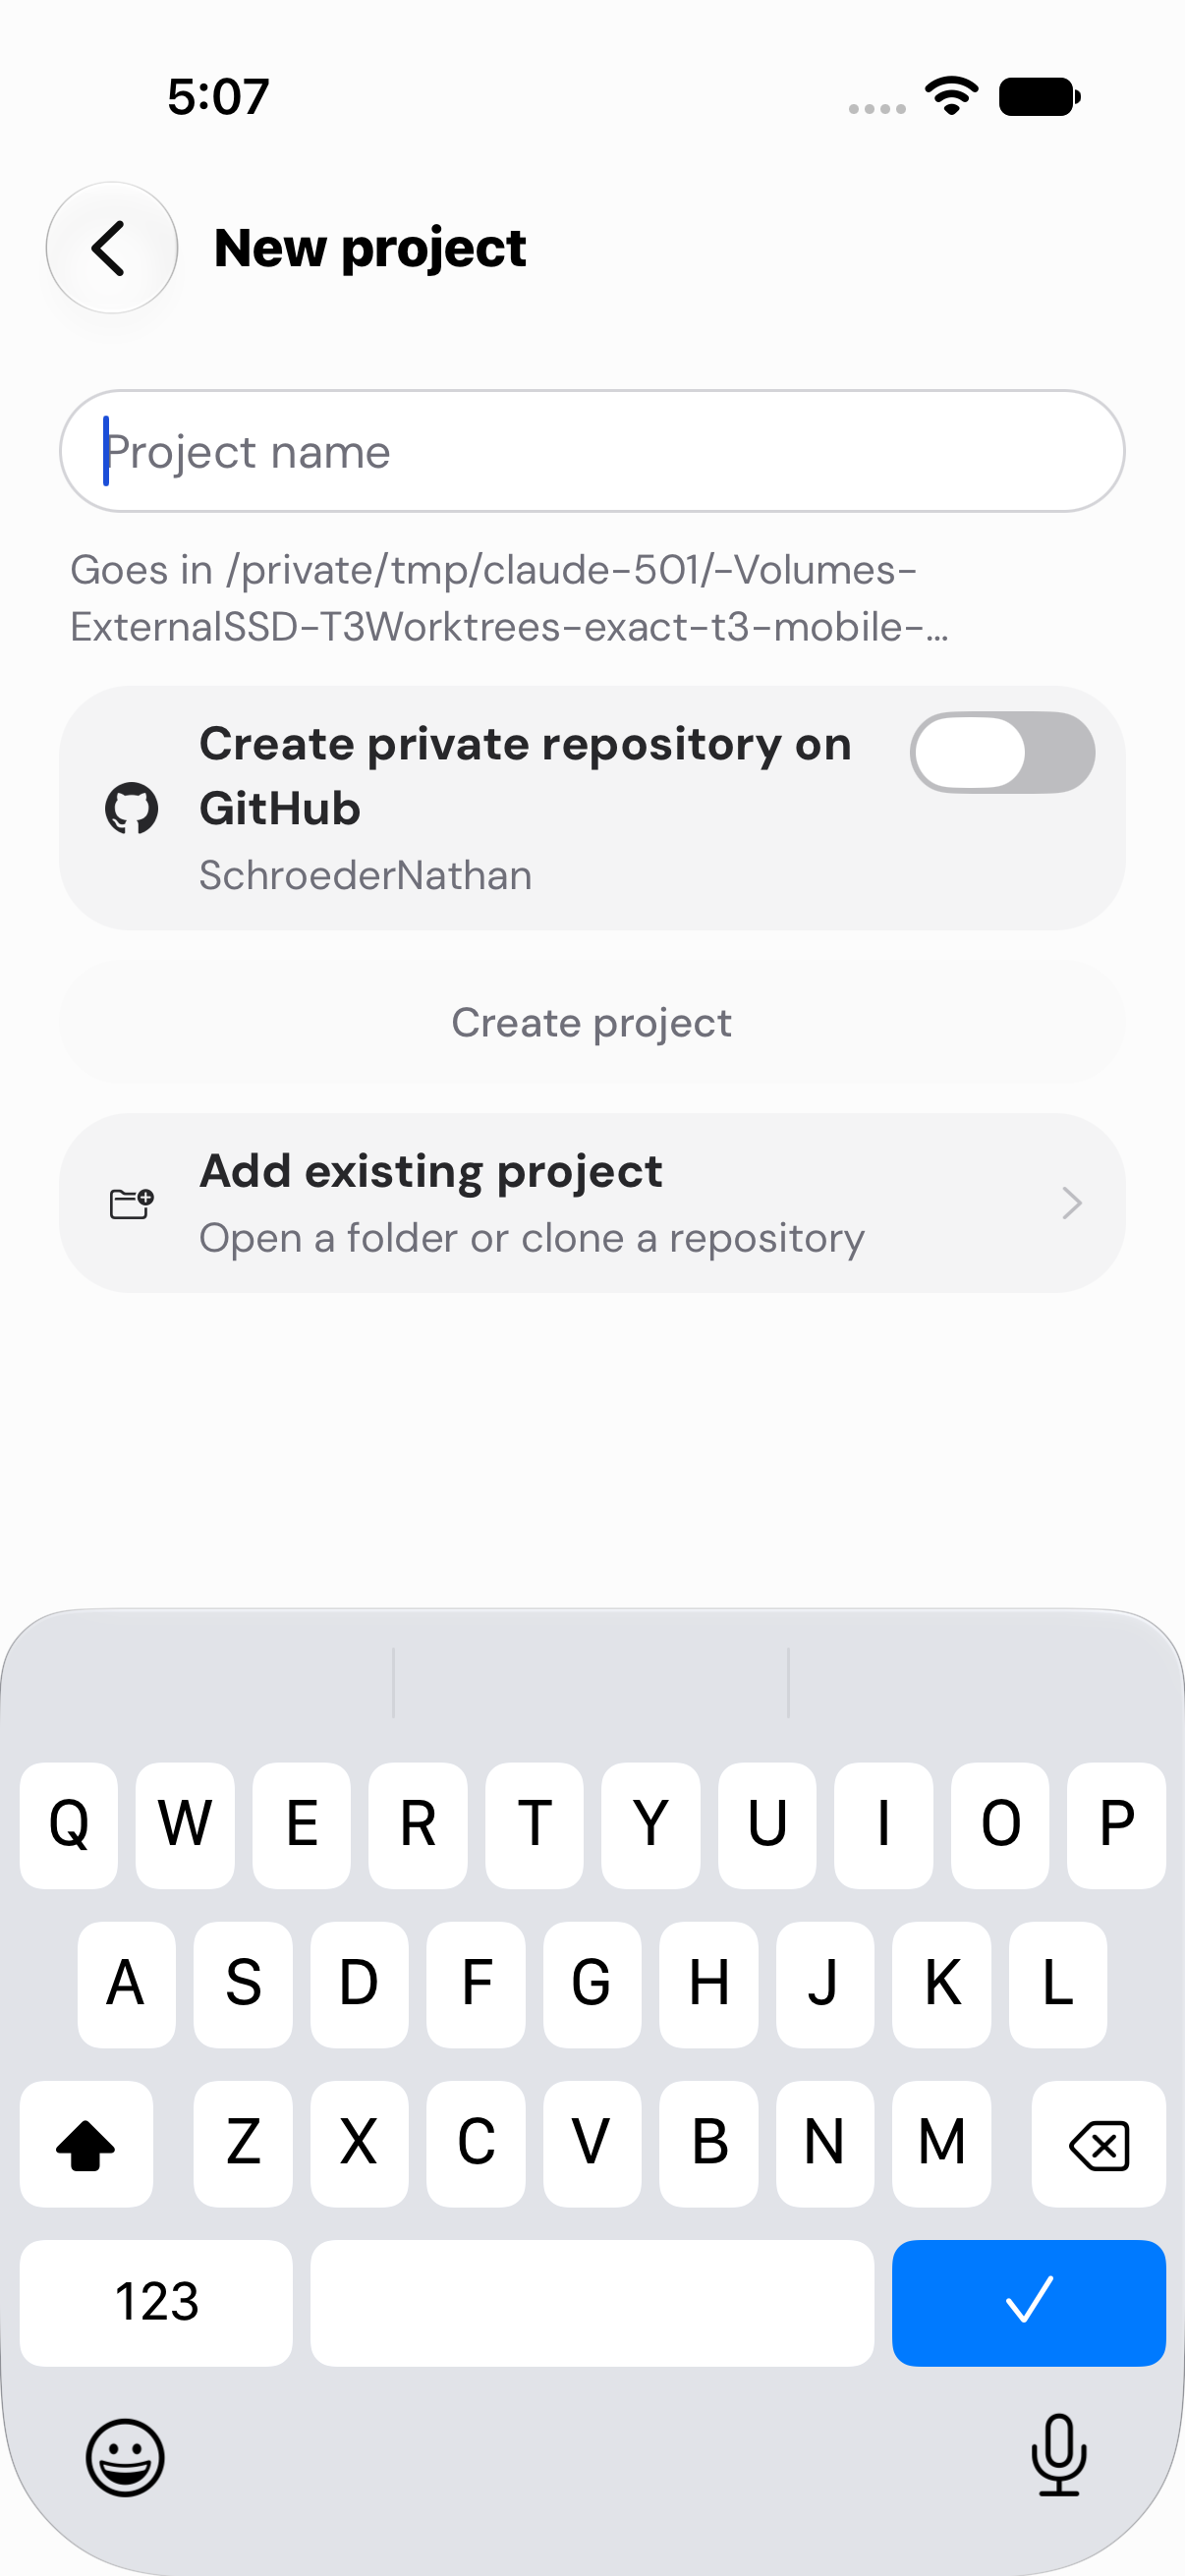 5:07
New project
Project name
Goes in /private/tmp/claude-501/-Volumes-
ExternalSSD-T3Worktrees-exact-t3-mobile-...
Create private repository on
GitHub
SchroederNathan
Create project
Add existing project
Open a folder or clone a repository
Q W E R T Y U I O P
A S D F G H J K L
Z X C V B N M
123